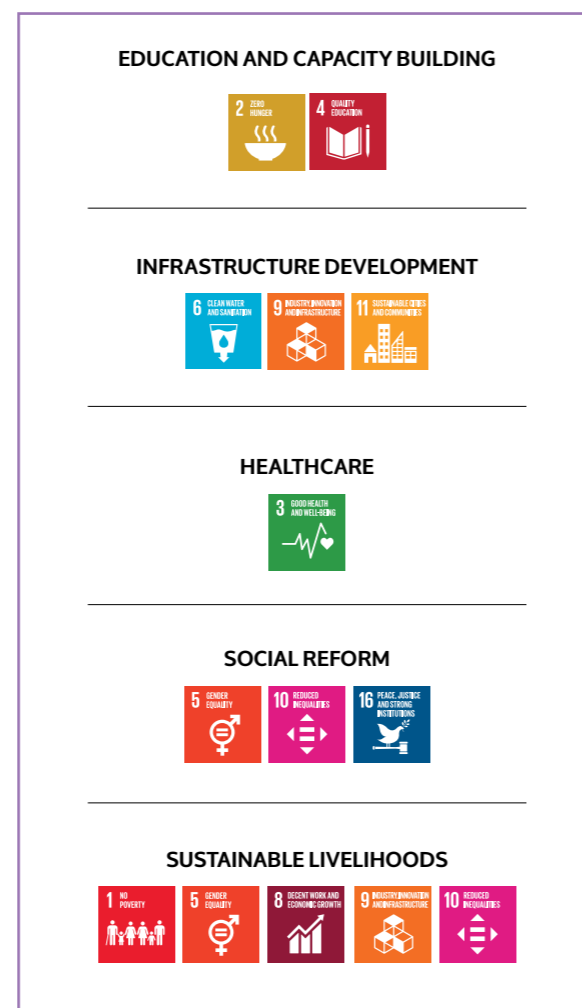 EDUCATION AND CAPACITY BUILDING
2 ZERO
HUNGER
4 QUALITY
EDUCATION
INFRASTRUCTURE DEVELOPMENT
6 CLEAN WATER
AND SANITATION
9 INDUSTRY, INNOVATION
AND INFRASTRUCTURE
11 SUSTAINABLE CITIES
AND COMMUNITIES
HEALTHCARE
3 GOOD HEALTH
AND WELL-BEING
SOCIAL REFORM
5 GENDER
EQUALITY
10 REDUCED
INEQUALITIES
16 PEACE, JUSTICE
AND STRONG
INSTITUTIONS
SUSTAINABLE LIVELIHOODS
1 NO
POVERTY
5 GENDER
EQUALITY
8 DECENT WORK AND
ECONOMIC GROWTH
9 INDUSTRY, INNOVATION
AND INFRASTRUCTURE
10 REDUCED
INEQUALITIES